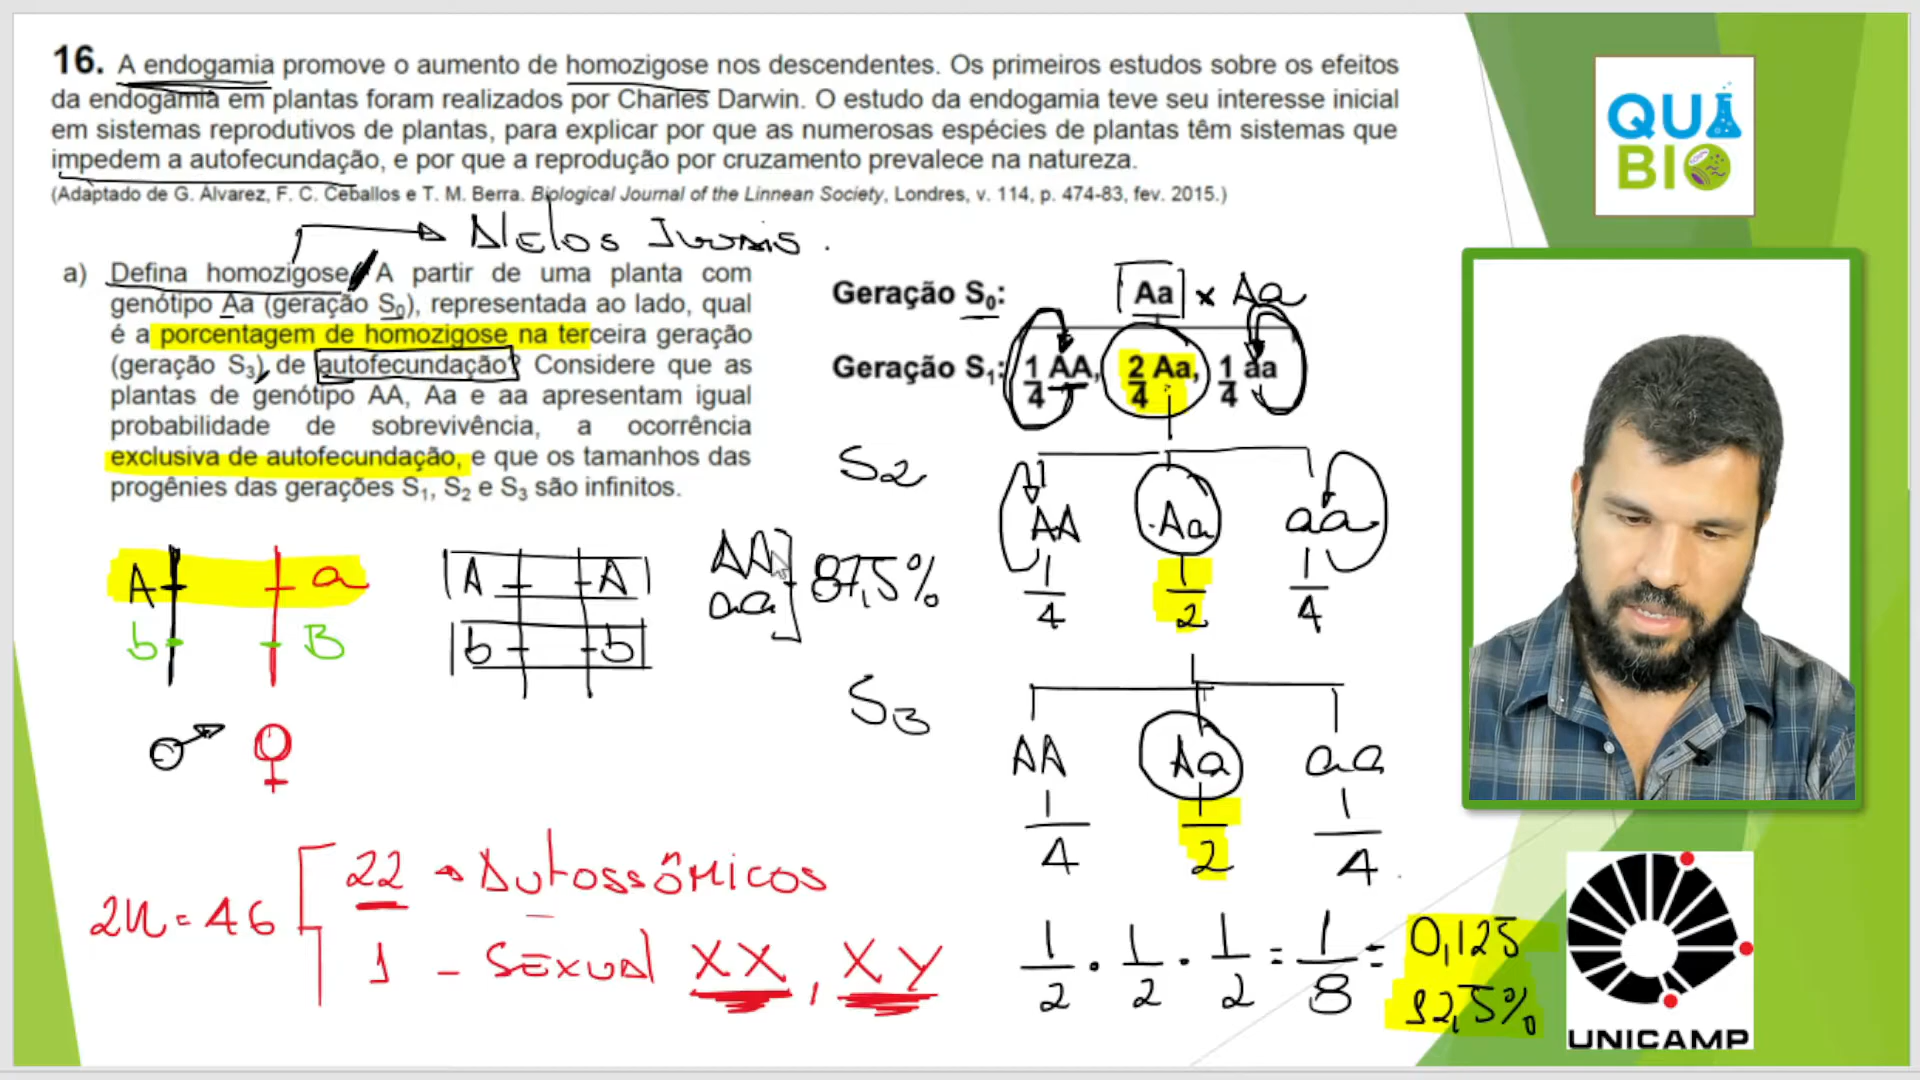 16. A endogamia promove o aumento de homozigose nos descendentes. Os primeiros estudos sobre os efeitos
da endogamia em plantas foram realizados por Charles Darwin. O estudo da endogamia teve seu interesse inicial
em sistemas reprodutivos de plantas, para explicar por que as numerosas espécies de plantas têm sistemas que
impedem a autofecundação, e por que a reprodução por cruzamento prevalece na natureza.
(Adaptado de G. Álvarez, F. C. Ceballos e T. M. Berra. Biological Journal of the Linnean Society, Londres, v. 114, p. 474-83, fev. 2015.)
Alelos Iguais.
a) Defina homozigose. A partir de uma planta com
genótipo Aa (geração S0), representada ao lado, qual
é a porcentagem de homozigose na terceira geração
(geração S3), de autofecundação? Considere que as
plantas de genótipo AA, Aa e aa apresentam igual
probabilidade de sobrevivência, a ocorrência
exclusiva de autofecundação, e que os tamanhos das
progênies das gerações S1, S2 e S3 são infinitos.
Geração S0: Aa × Aa
Geração S1: 1/4 AA, 2/4 Aa, 1/4 aa
S2
AA Aa aa
1/4 1/2 1/4
A a
b B
A A
b b
AA
aa
87,5%
S3
AA Aa aa
1/4 1/2 1/4
1/2 · 1/2 · 1/2 = 1/8 = 0,125
12,5%
2n = 46
22 → Autossômicos
1 - Sexual XX, XY
QUI
BIO
UNICAMP